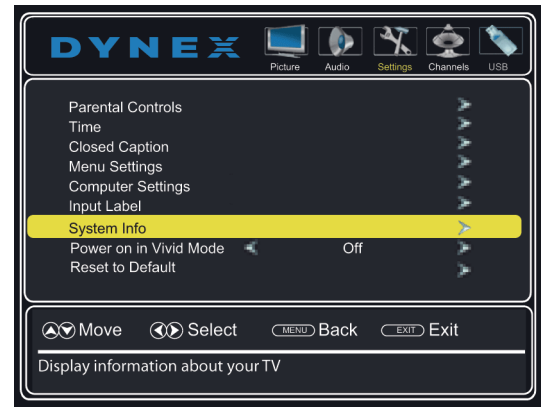 DYNEX
Picture Audio Settings Channels USB
Parental Controls
Time
Closed Caption
Menu Settings
Computer Settings
Input Label
System Info
Power on in Vivid Mode Off
Reset to Default
Move Select MENU Back EXIT Exit
Display information about your TV